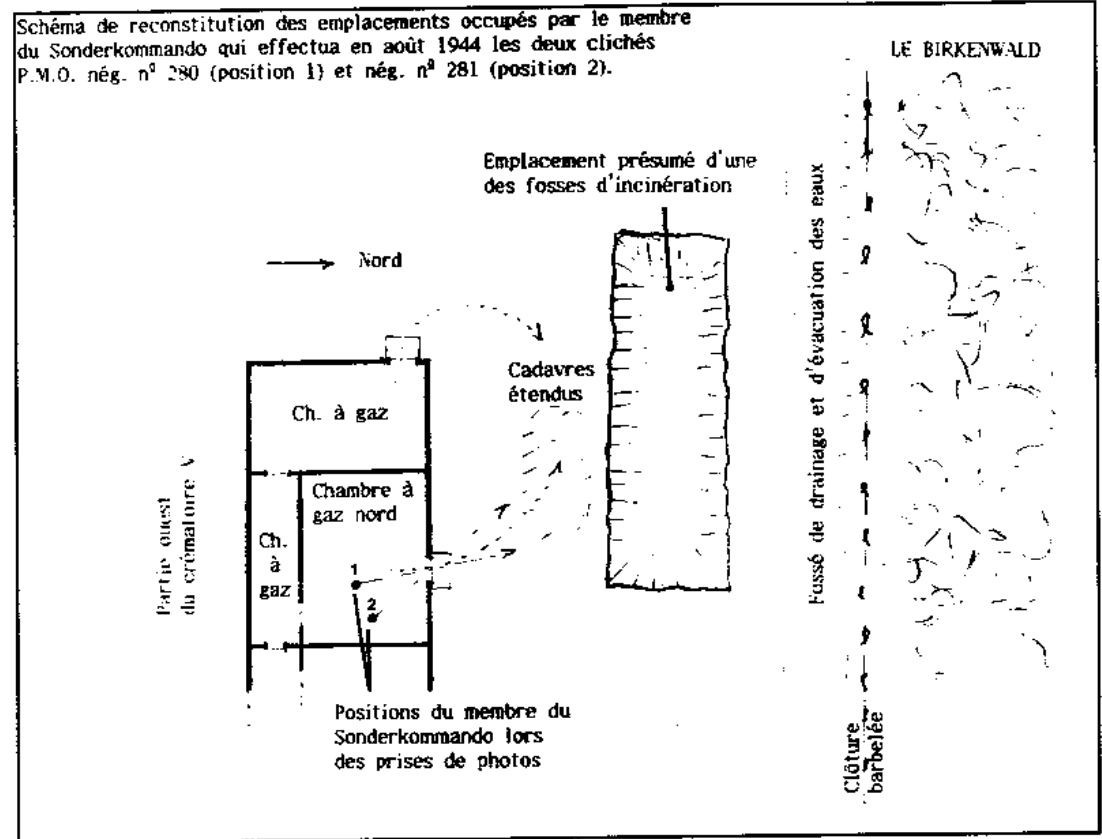 Schéma de reconstitution des emplacements occupés par le membre
du Sonderkommando qui effectua en août 1944 les deux clichés
P.M.O. nég. nº 280 (position 1) et nég. nº 281 (position 2).
LE BIRKENWALD
Emplacement présumé d'une
des fosses d'incinération
Nord
Cadavres
étendus
Ch. à gaz
Chambre à
gaz nord
Ch.
à
gaz
1
2
Partie ouest
du crématoire V
Positions du membre du
Sonderkommando lors
des prises de photos
Fossé de drainage et d'évacuation des eaux
Clôture
barbelée